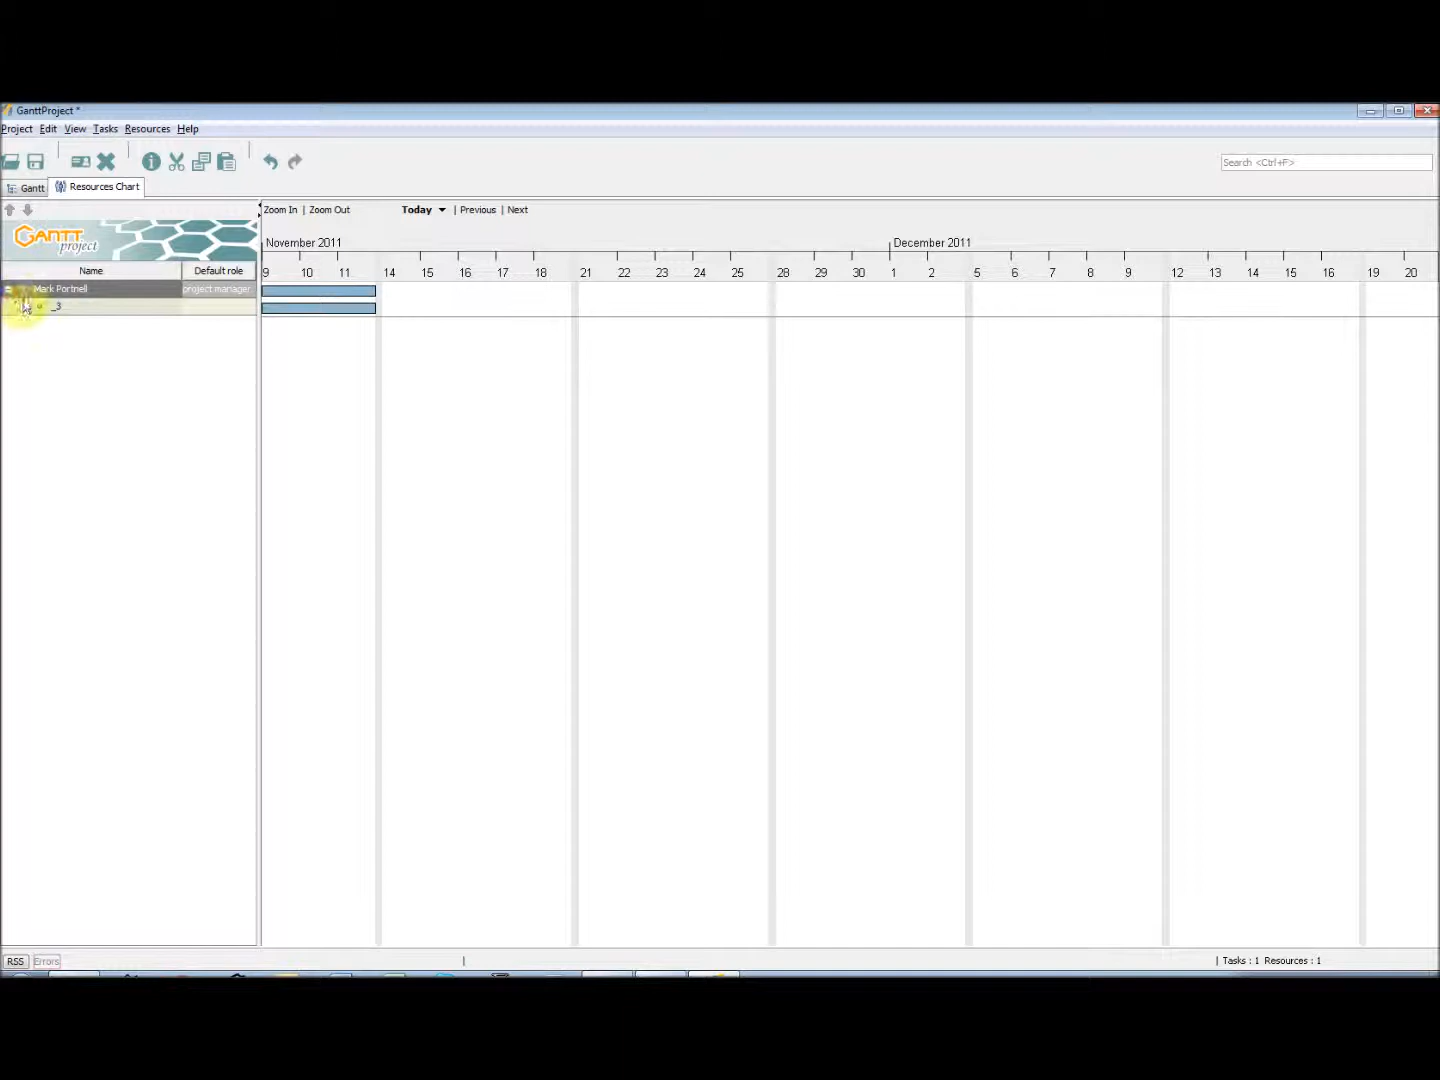 GanttProject *
Project Edit View Tasks Resources Help
Search <Ctrl+F>
Gantt Resources Chart
Zoom In | Zoom Out Today | Previous | Next
GANTT project
November 2011 December 2011
Name Default role
9 10 11 14 15 16 17 18 21 22 23 24 25 28 29 30 1 2 5 6 7 8 9 12 13 14 15 16 19 20
Mark Portnell project manager
_3
RSS Errors | | Tasks : 1 Resources : 1